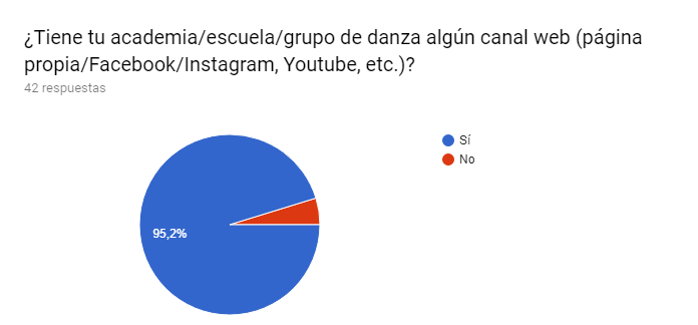 ¿Tiene tu academia/escuela/grupo de danza algún canal web (página
propia/Facebook/Instagram, Youtube, etc.)?
42 respuestas
Sí
No
95,2%